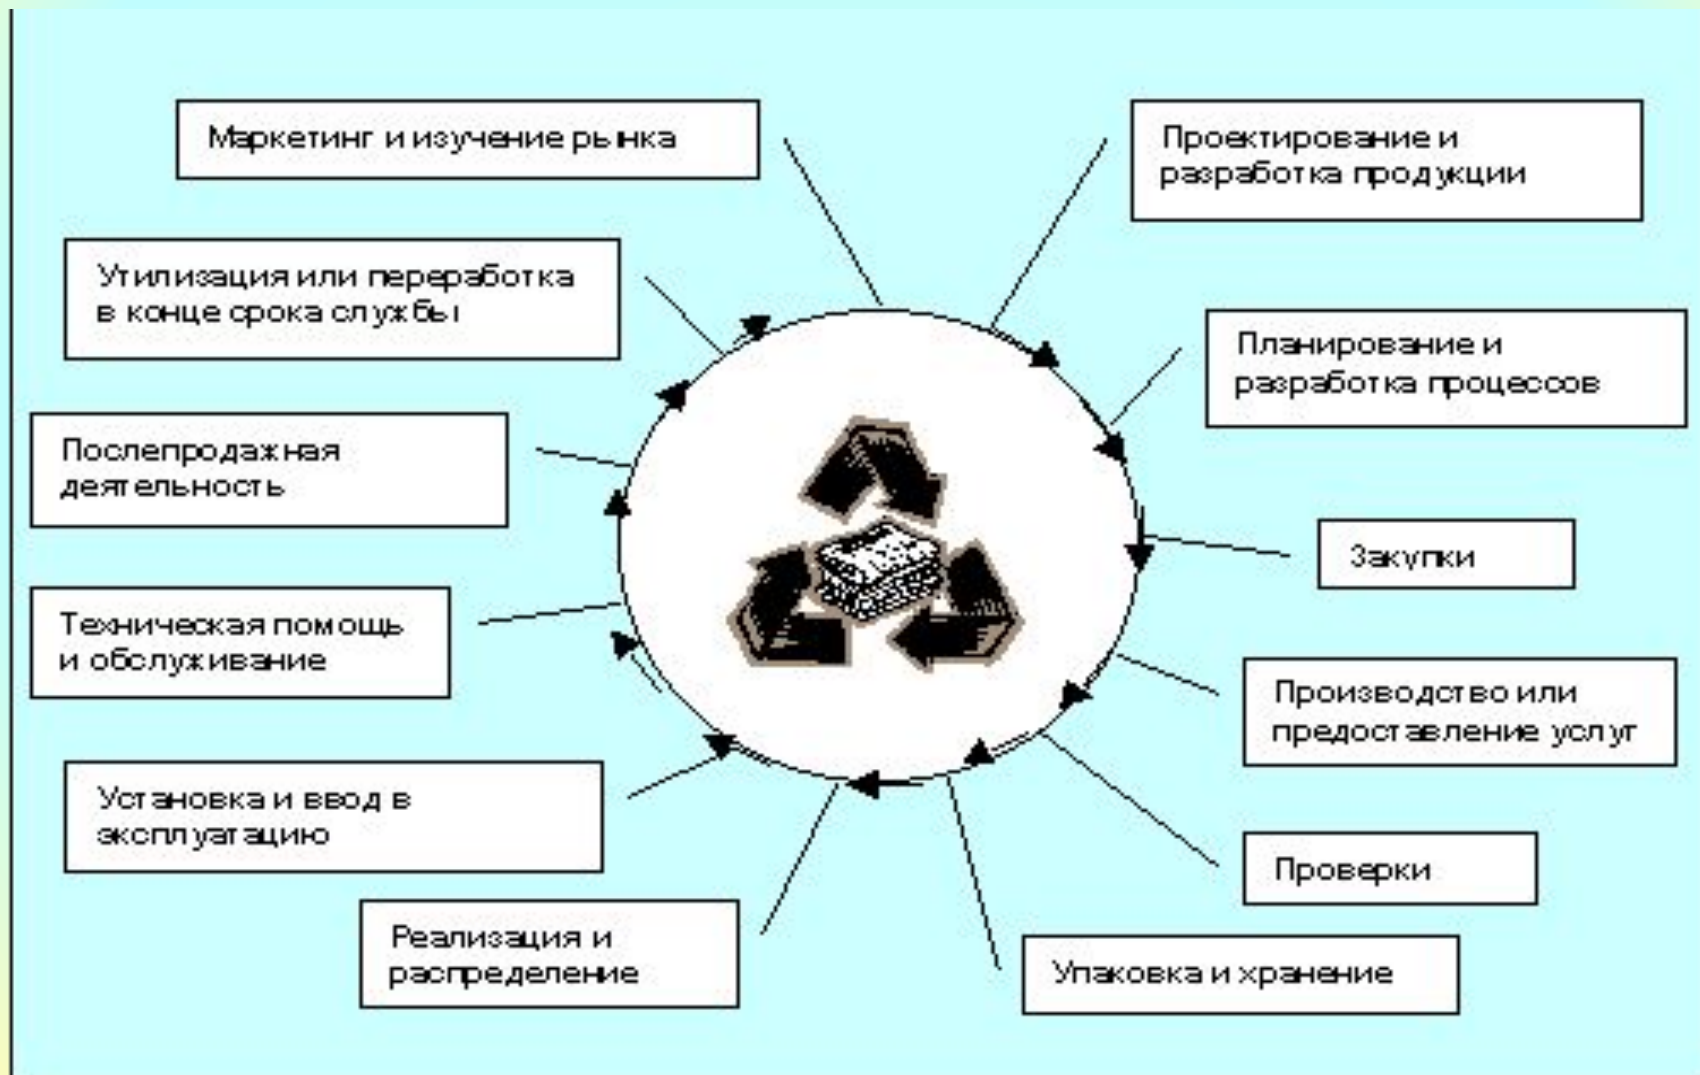 Маркетинг и изучение рынка
Проектирование и
разработка продукции
Планирование и
разработка процессов
Закупки
Производство или
предоставление услуг
Проверки
Упаковка и хранение
Реализация и
распределение
Установка и ввод в
эксплуатацию
Техническая помощь
и обслуживание
Послепродажная
деятельность
Утилизация или переработка
в конце срока службы